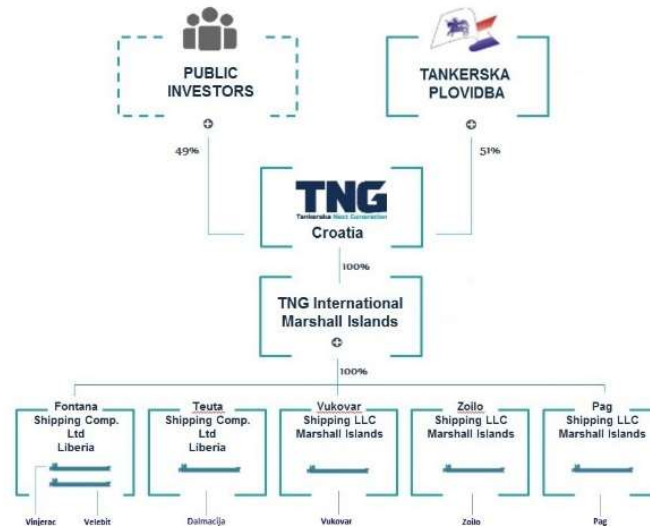 PUBLIC
INVESTORS
TANKERSKA
PLOVIDBA
49%
51%
TNG
Tankerska Next Generation
Croatia
100%
TNG International
Marshall Islands
100%
Fontana
Shipping Comp.
Ltd
Liberia
Teuta
Shipping Comp.
Ltd
Liberia
Vukovar
Shipping LLC
Marshall Islands
Zoilo
Shipping LLC
Marshall Islands
Pag
Shipping LLC
Marshall Islands
Vinjerac
Velebit
Dalmacija
Vukovar
Zoilo
Pag